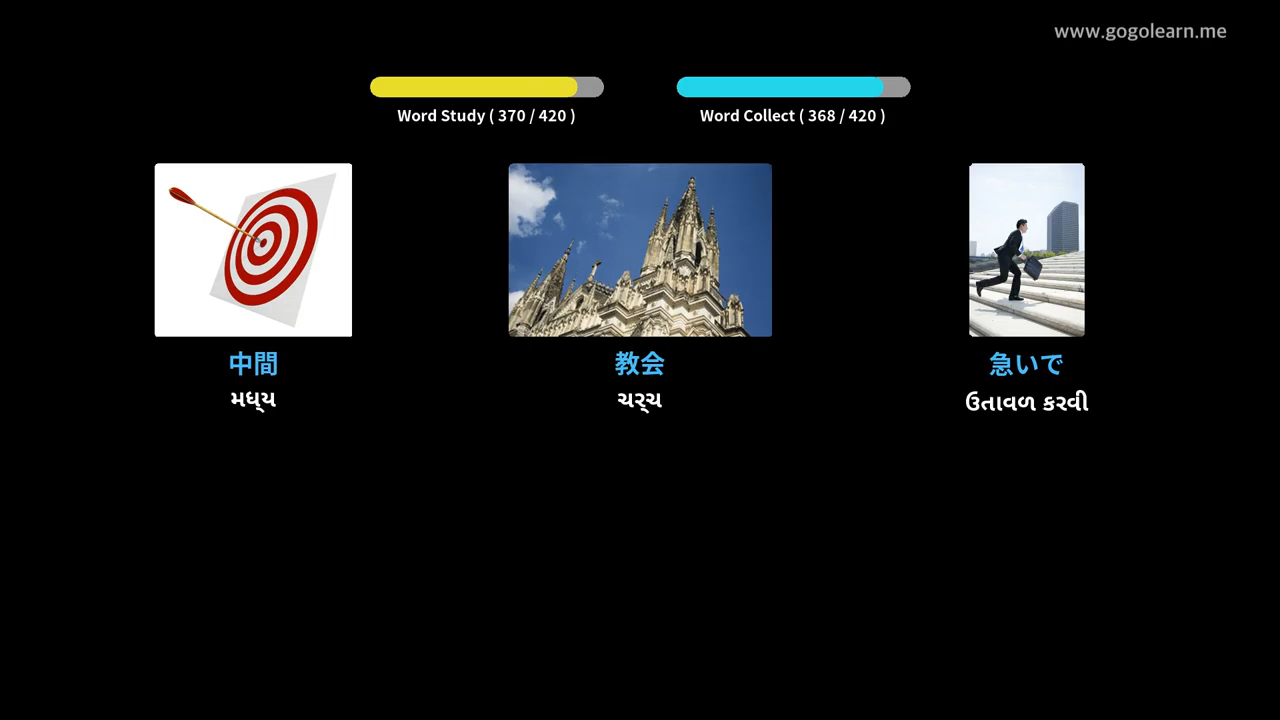 www.gogolearn.me
Word Study ( 370 / 420 )
Word Collect ( 368 / 420 )
中間
教会
急いで
મધ્ય
ચર્ચ
ઉતાવળ કરવી